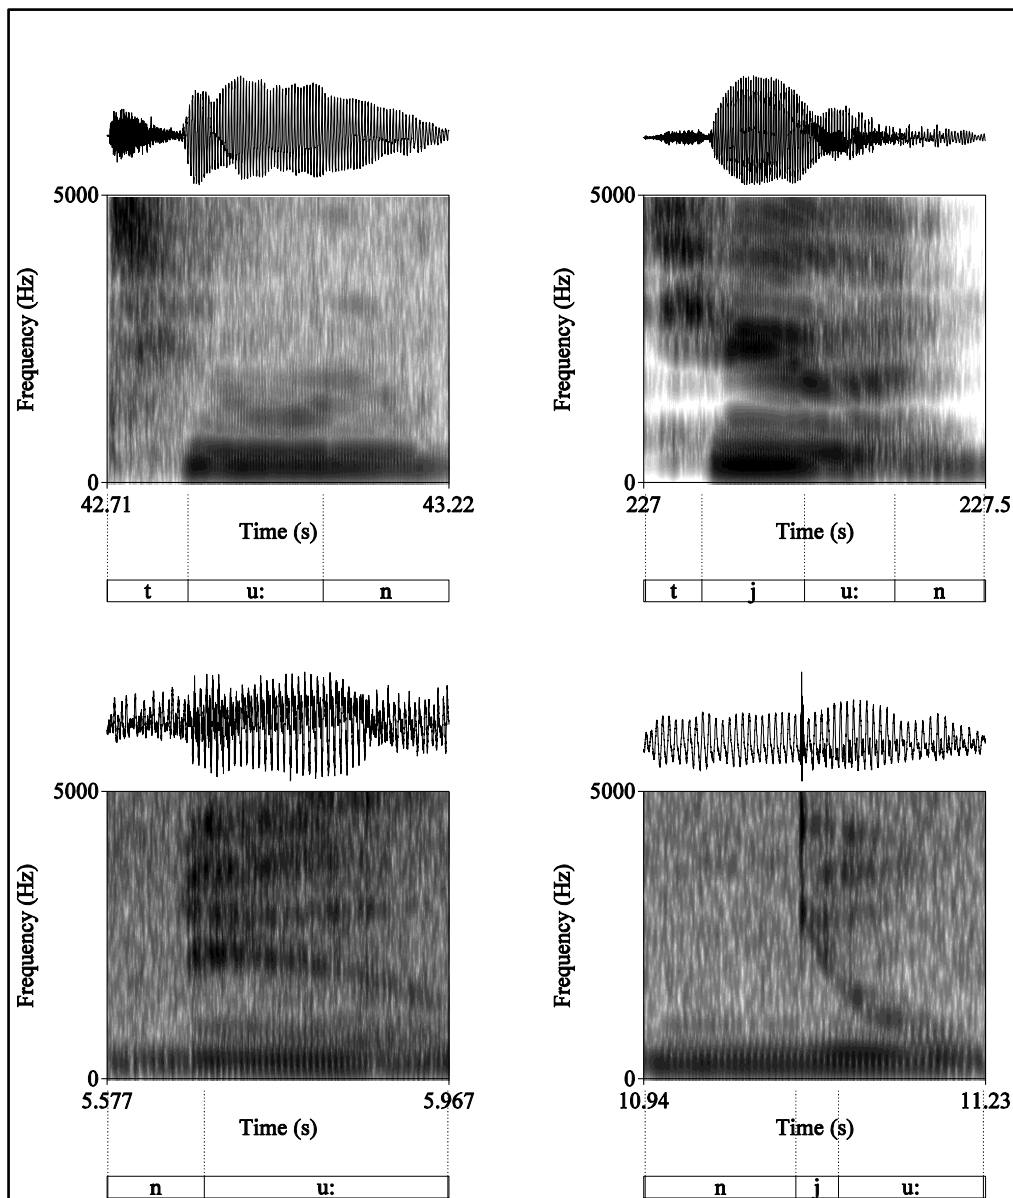 5000
Frequency (Hz)
0
42.71
43.22
Time (s)
t
u:
n
5000
Frequency (Hz)
0
227
227.5
Time (s)
t
j
u:
n
5000
Frequency (Hz)
0
5.577
5.967
Time (s)
n
u:
5000
Frequency (Hz)
0
10.94
11.23
Time (s)
n
j
u: